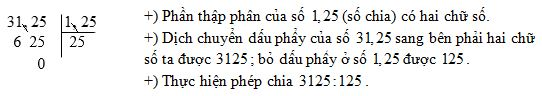 31,25 1,25
6 25 25
0
+) Phần thập phân của số 1,25 (số chia) có hai chữ số.
+) Dịch chuyển dấu phẩy của số 31,25 sang bên phải hai chữ
số ta được 3125; bỏ dấu phẩy ở số 1,25 được 125.
+) Thực hiện phép chia 3125:125.